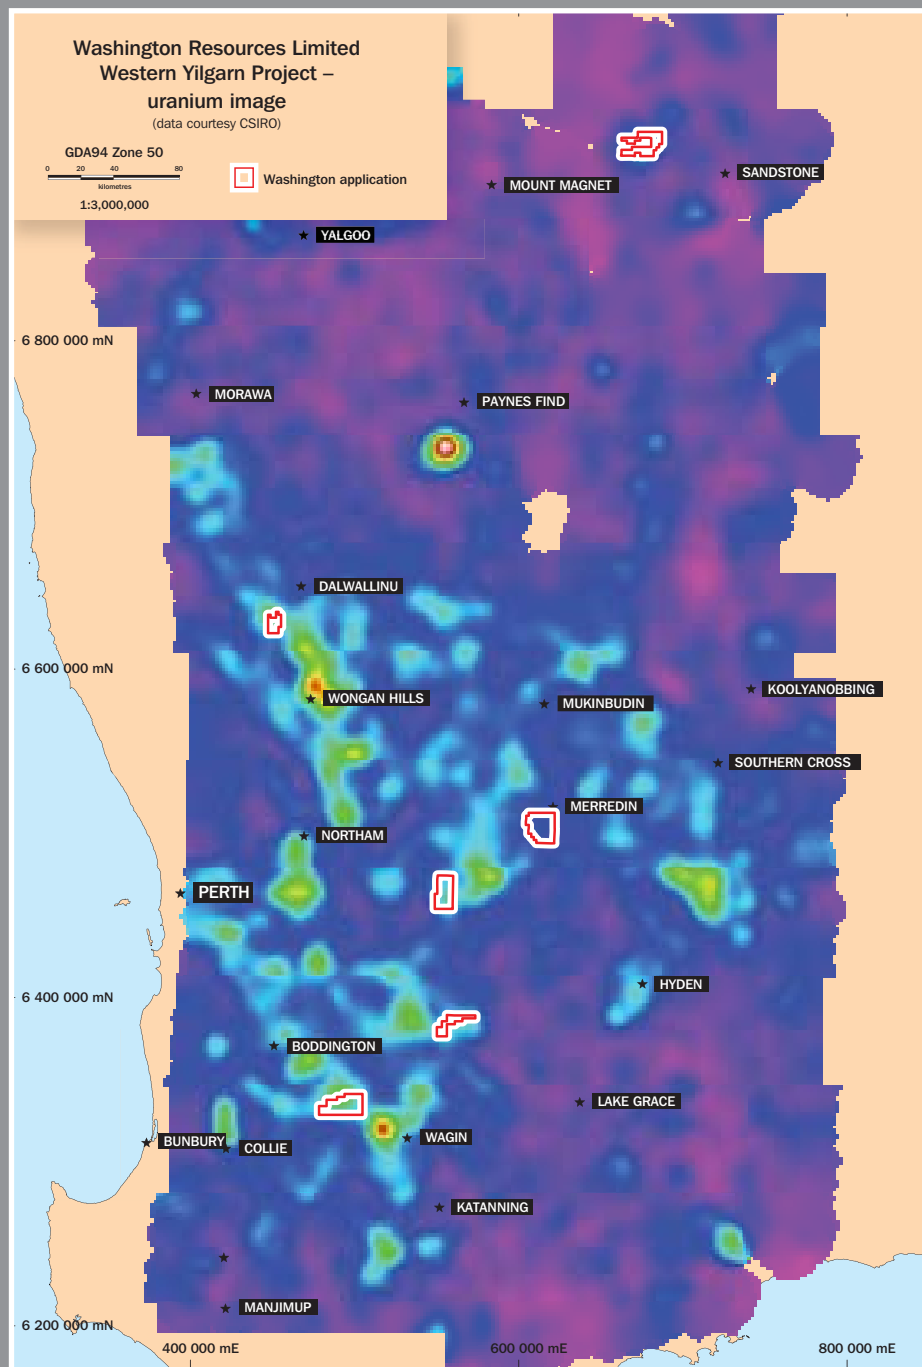 Washington Resources Limited
Western Yilgarn Project –
uranium image
(data courtesy CSIRO)
GDA94 Zone 50
0 20 40 80
kilometres
1:3,000,000
Washington application
SANDSTONE
MOUNT MAGNET
YALGOO
6 800 000 mN
MORAWA
PAYNES FIND
DALWALLINU
6 600 000 mN
KOOLYANOBBING
WONGAN HILLS
MUKINBUDIN
SOUTHERN CROSS
MERREDIN
NORTHAM
PERTH
HYDEN
6 400 000 mN
BODDINGTON
LAKE GRACE
WAGIN
BUNBURY
COLLIE
KATANNING
MANJIMUP
6 200 000 mN
400 000 mE
600 000 mE
800 000 mE